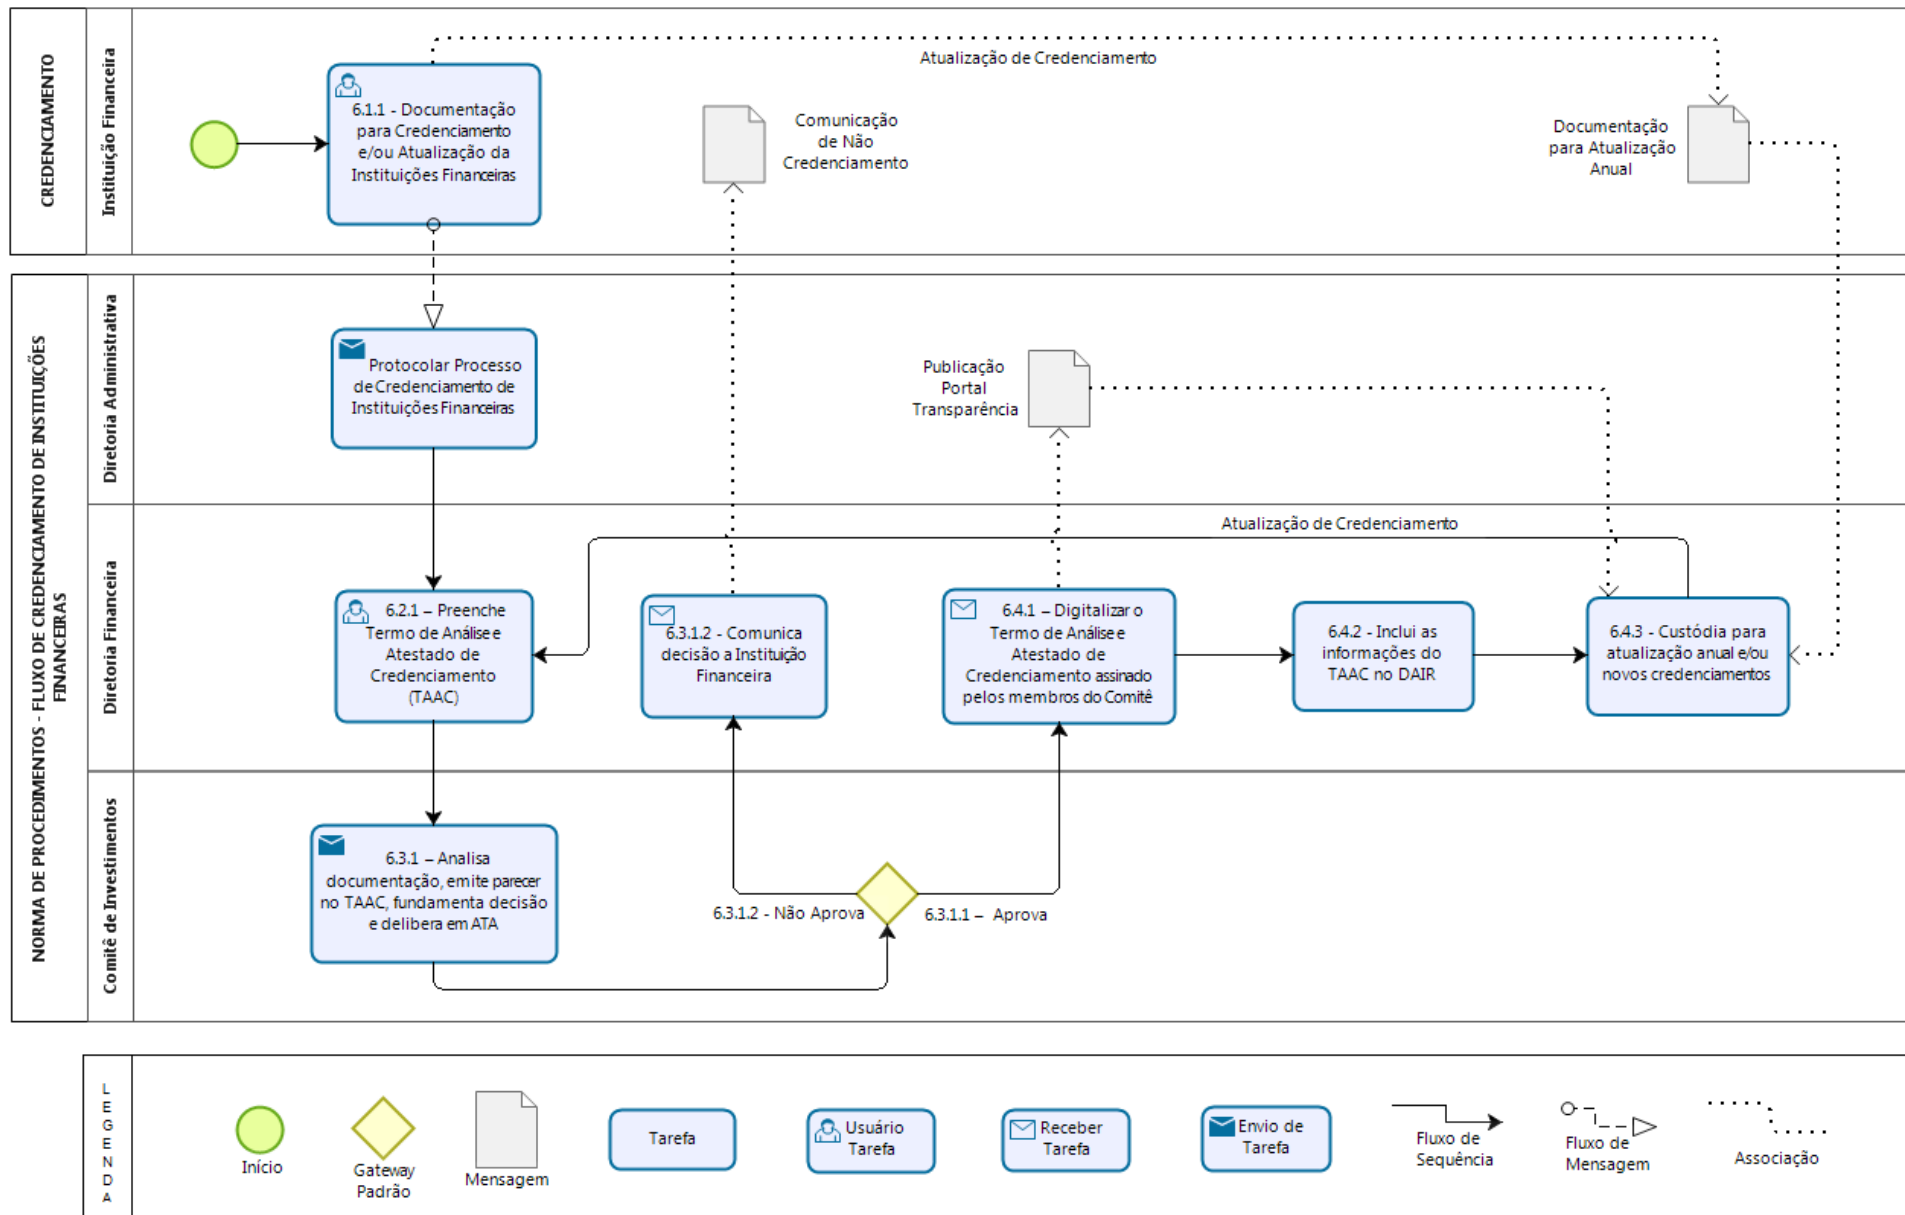 CREDENCIAMENTO
Instituição Financeira
6.1.1 - Documentação
para Credenciamento
e/ou Atualização da
Instituições Financeiras
Atualização de Credenciamento
Comunicação
de Não
Credenciamento
Documentação
para Atualização
Anual
NORMA DE PROCEDIMENTOS - FLUXO DE CREDENCIAMENTO DE INSTITUIÇÕES
FINANCEIRAS
Diretoria Administrativa
Protocolar Processo
de Credenciamento de
Instituições Financeiras
Publicação
Portal
Transparência
Diretoria Financeira
Atualização de Credenciamento
6.2.1 – Preenche
Termo de Análise e
Atestado de
Credenciamento
(TAAC)
6.3.1.2 - Comunica
decisão a Instituição
Financeira
6.4.1 – Digitalizar o
Termo de Análise e
Atestado de
Credenciamento assinado
pelos membros do Comitê
6.4.2 - Inclui as
informações do
TAAC no DAIR
6.4.3 - Custódia para
atualização anual e/ou
novos credenciamentos
Comitê de Investimentos
6.3.1 – Analisa
documentação, emite parecer
no TAAC, fundamenta decisão
e delibera em ATA
6.3.1.2 - Não Aprova
6.3.1.1 – Aprova
LEGENDA
Início
Gateway
Padrão
Mensagem
Tarefa
Usuário
Tarefa
Receber
Tarefa
Envio de
Tarefa
Fluxo de
Sequência
Fluxo de
Mensagem
Associação